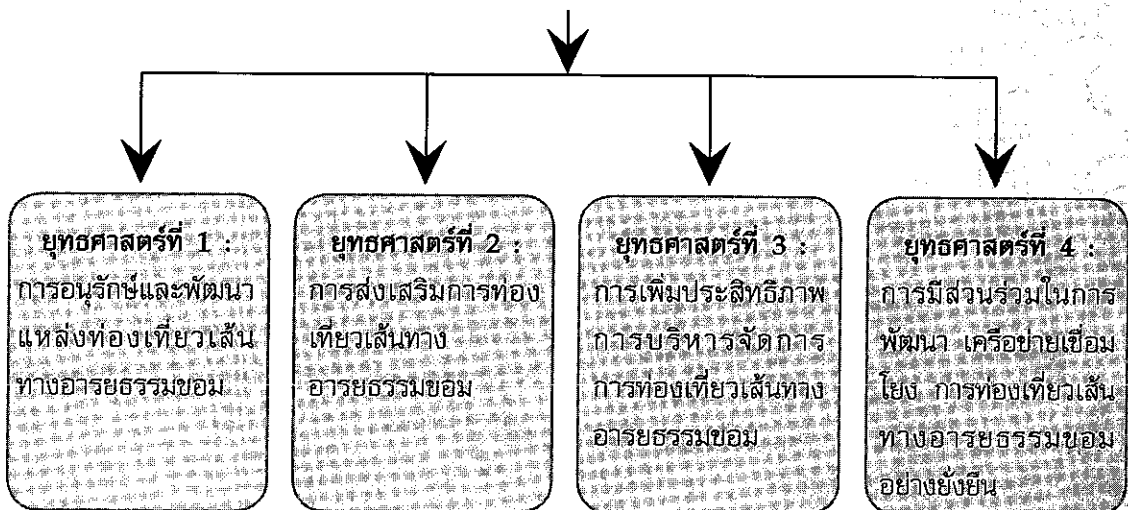 ยุทธศาสตร์ที่ 1 :
การอนุรักษ์และพัฒนา
แหล่งท่องเที่ยวเส้น
ทางอารยธรรมขอม
ยุทธศาสตร์ที่ 2 :
การส่งเสริมการท่อง
เที่ยวเส้นทาง
อารยธรรมขอม
ยุทธศาสตร์ที่ 3 :
การเพิ่มประสิทธิภาพ
การบริหารจัดการ
การท่องเที่ยวเส้นทาง
อารยธรรมขอม
ยุทธศาสตร์ที่ 4 :
การมีส่วนร่วมในการ
พัฒนา เครือข่ายเชื่อม
โยง การท่องเที่ยวเส้น
ทางอารยธรรมขอม
อย่างยั่งยืน